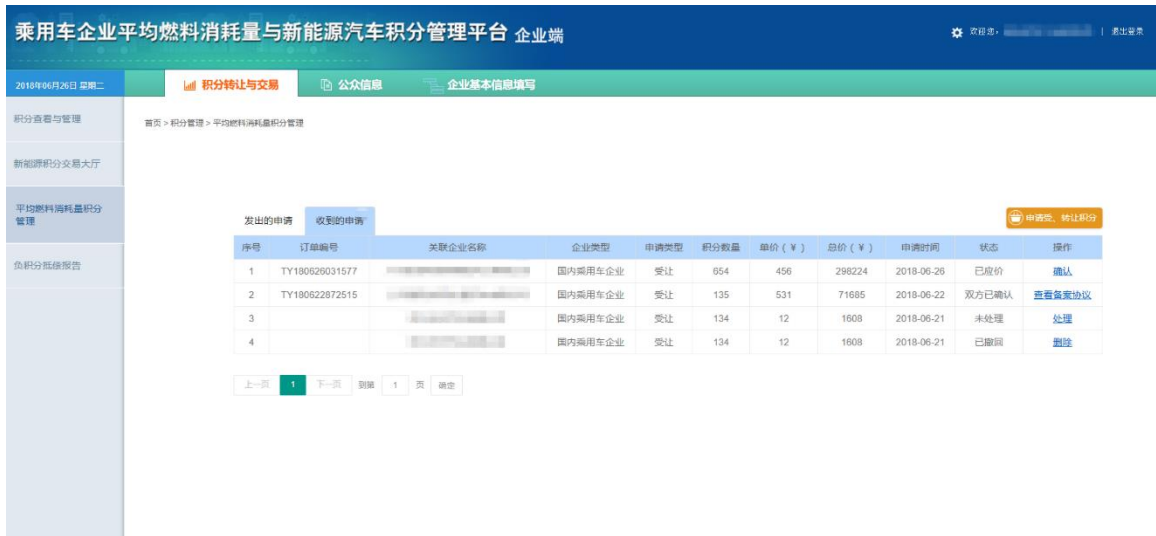 乘用车企业平均燃料消耗量与新能源汽车积分管理平台 企业端
欢迎您， | 退出登录
2018年06月26日 星期二 积分转让与交易 公众信息 企业基本信息填写
积分查看与管理
首页 > 积分管理 > 平均燃料消耗量积分管理
新能源积分交易大厅
平均燃料消耗量积分
管理
负积分抵偿报告
发出的申请 收到的申请 申请受、转让积分
序号 订单编号 关联企业名称 企业类型 申请类型 积分数量 单价(￥) 总价(￥) 申请时间 状态 操作
1 TY180626031577 国内乘用车企业 受让 654 456 298224 2018-06-26 已应价 确认
2 TY180622872515 国内乘用车企业 受让 135 531 71685 2018-06-22 双方已确认 查看备案协议
3 国内乘用车企业 受让 134 12 1608 2018-06-21 未处理 处理
4 国内乘用车企业 受让 134 12 1608 2018-06-21 已撤回 删除
上一页 1 下一页 到第 1 页 确定